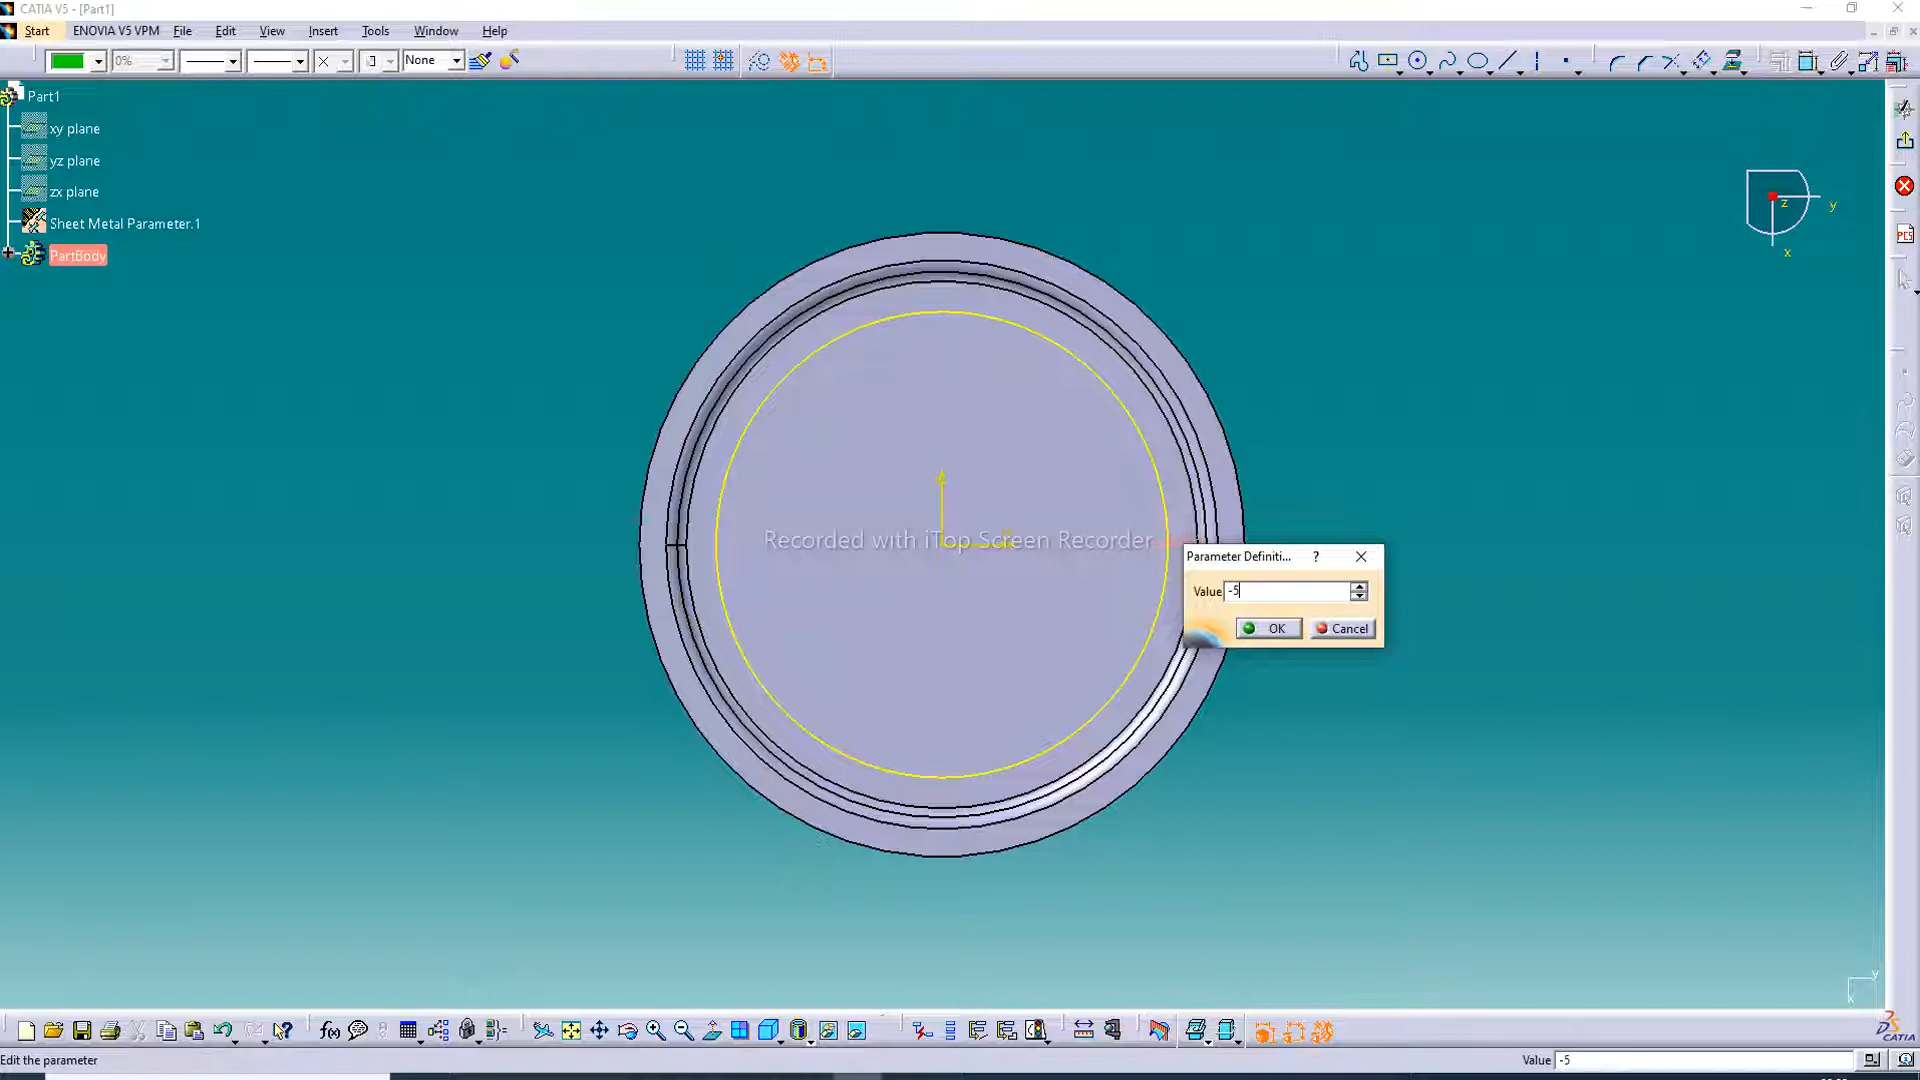 CATIA V5 - [Part1]
Start ENOVIA V5 VPM File Edit View Insert Tools Window Help
0% None
Part1
xy plane
yz plane
zx plane
Sheet Metal Parameter.1
PartBody
z
y
x
Recorded with iTop Screen Recorder
Parameter Definiti... ?
Value -5
OK Cancel
y
x
PCS
f(x)
CATIA
Edit the parameter
Value -5